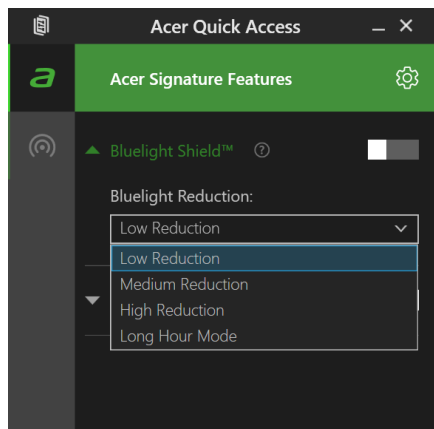 Acer Quick Access
a
Acer Signature Features
Bluelight Shield™ ?
Bluelight Reduction:
Low Reduction
Low Reduction
Medium Reduction
High Reduction
Long Hour Mode